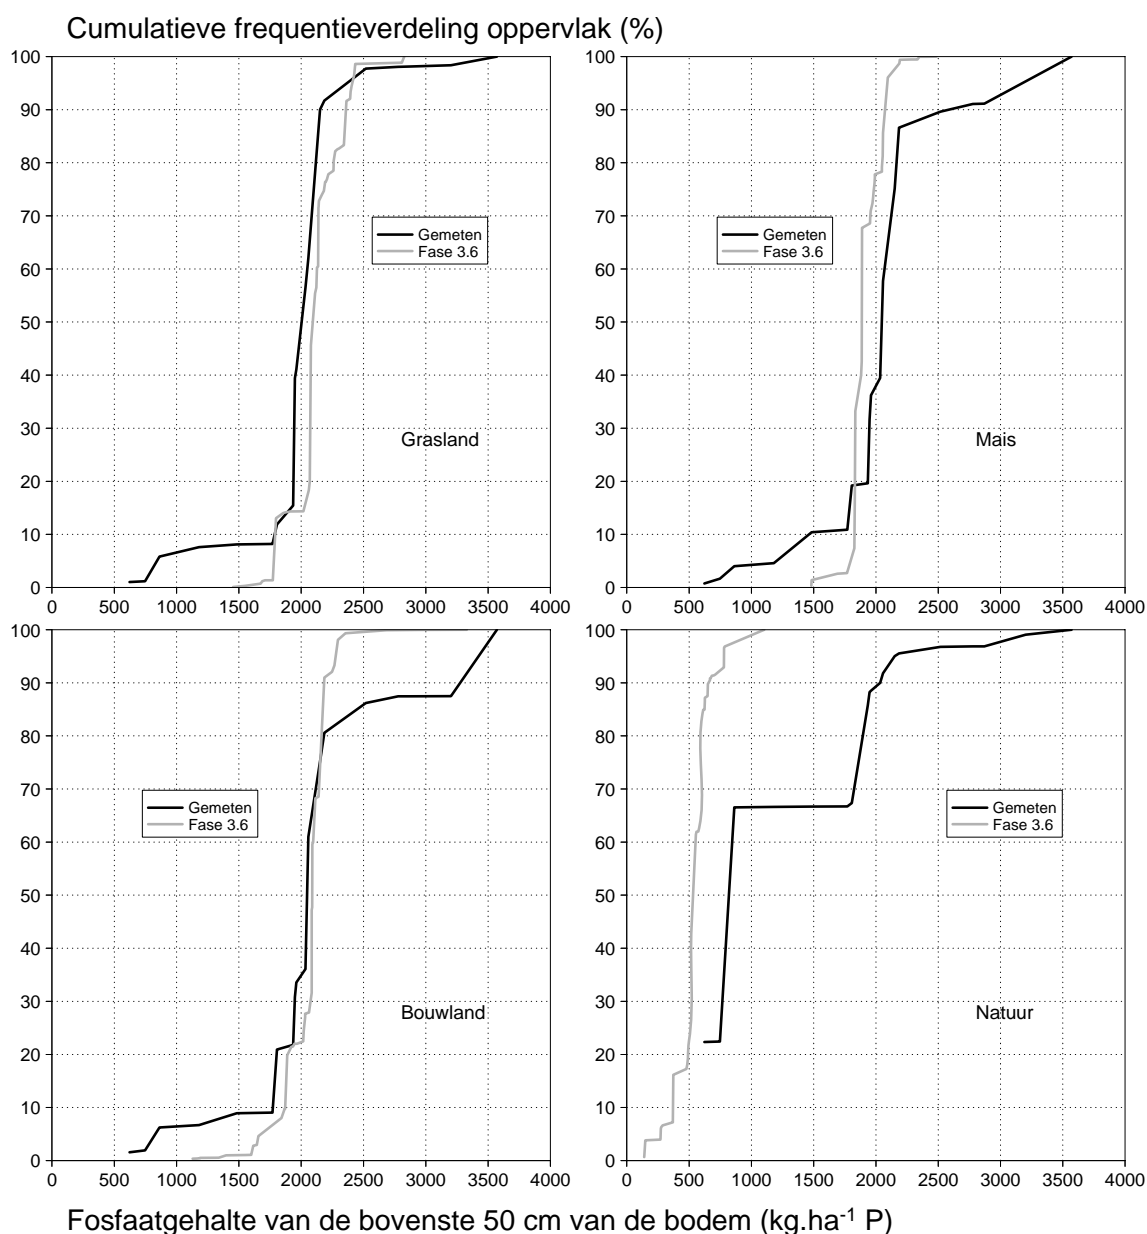 Cumulatieve frequentieverdeling oppervlak (%)
100
90
80
70
60
50
40
30
20
10
0
0 500 1000 1500 2000 2500 3000 3500 4000
Gemeten
Fase 3.6
Grasland
100
90
80
70
60
50
40
30
20
10
0
0 500 1000 1500 2000 2500 3000 3500 4000
Gemeten
Fase 3.6
Mais
100
90
80
70
60
50
40
30
20
10
0
0 500 1000 1500 2000 2500 3000 3500 4000
Gemeten
Fase 3.6
Bouwland
100
90
80
70
60
50
40
30
20
10
0
0 500 1000 1500 2000 2500 3000 3500 4000
Gemeten
Fase 3.6
Natuur
Fosfaatgehalte van de bovenste 50 cm van de bodem (kg.ha⁻¹ P)